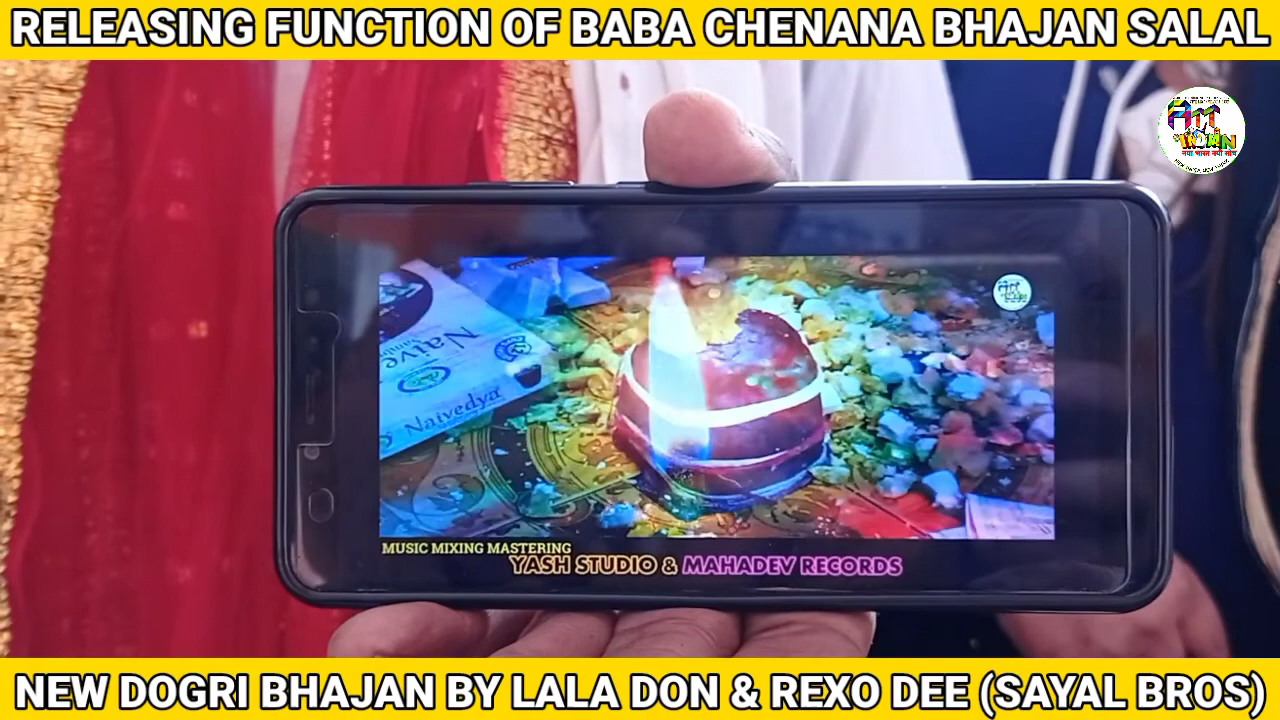 RELEASING FUNCTION OF BABA CHENANA BHAJAN SALAL
Naivedya
MUSIC MIXING MASTERING
YASH STUDIO & MAHADEV RECORDS
NEW DOGRI BHAJAN BY LALA DON & REXO DEE (SAYAL BROS)